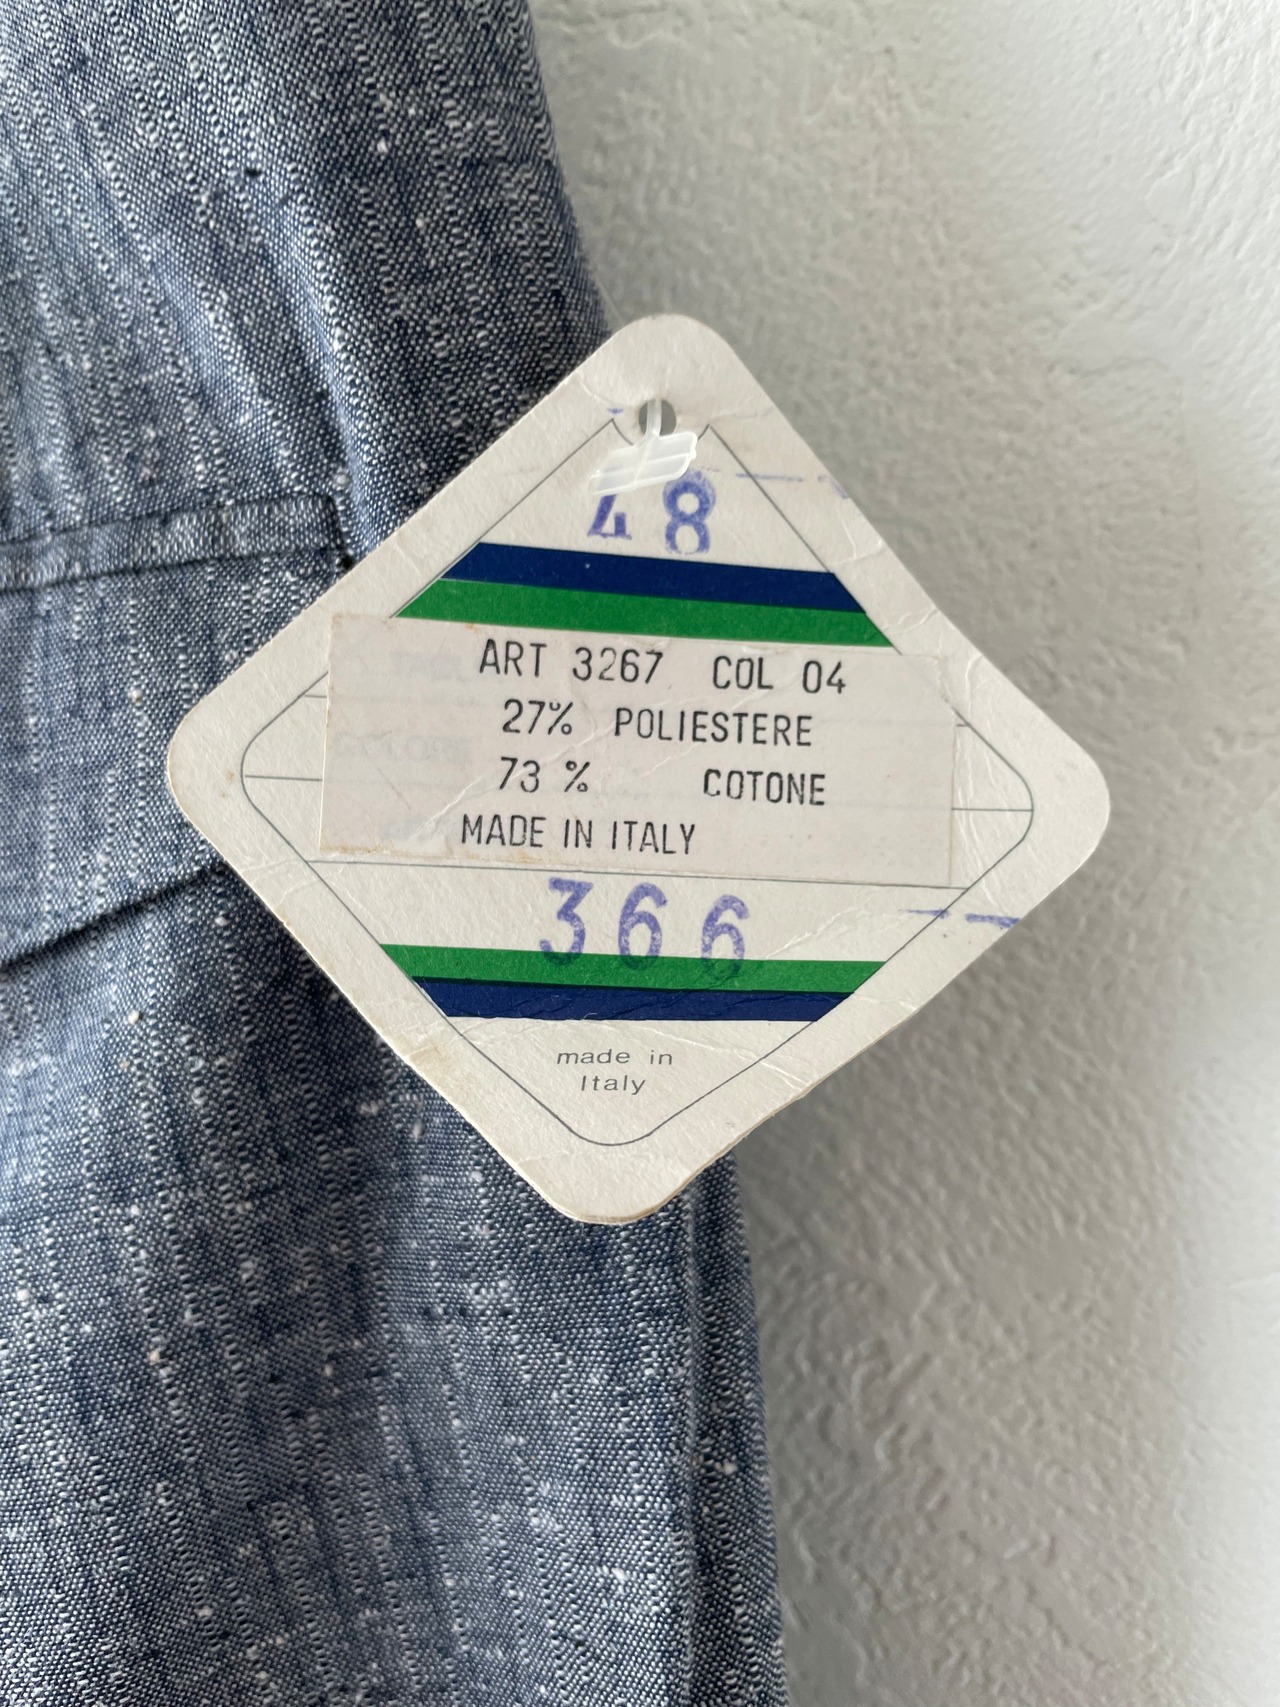 48
ART 3267 COL 04
27% POLIESTERE
73 % COTONE
MADE IN ITALY
366
made in
Italy